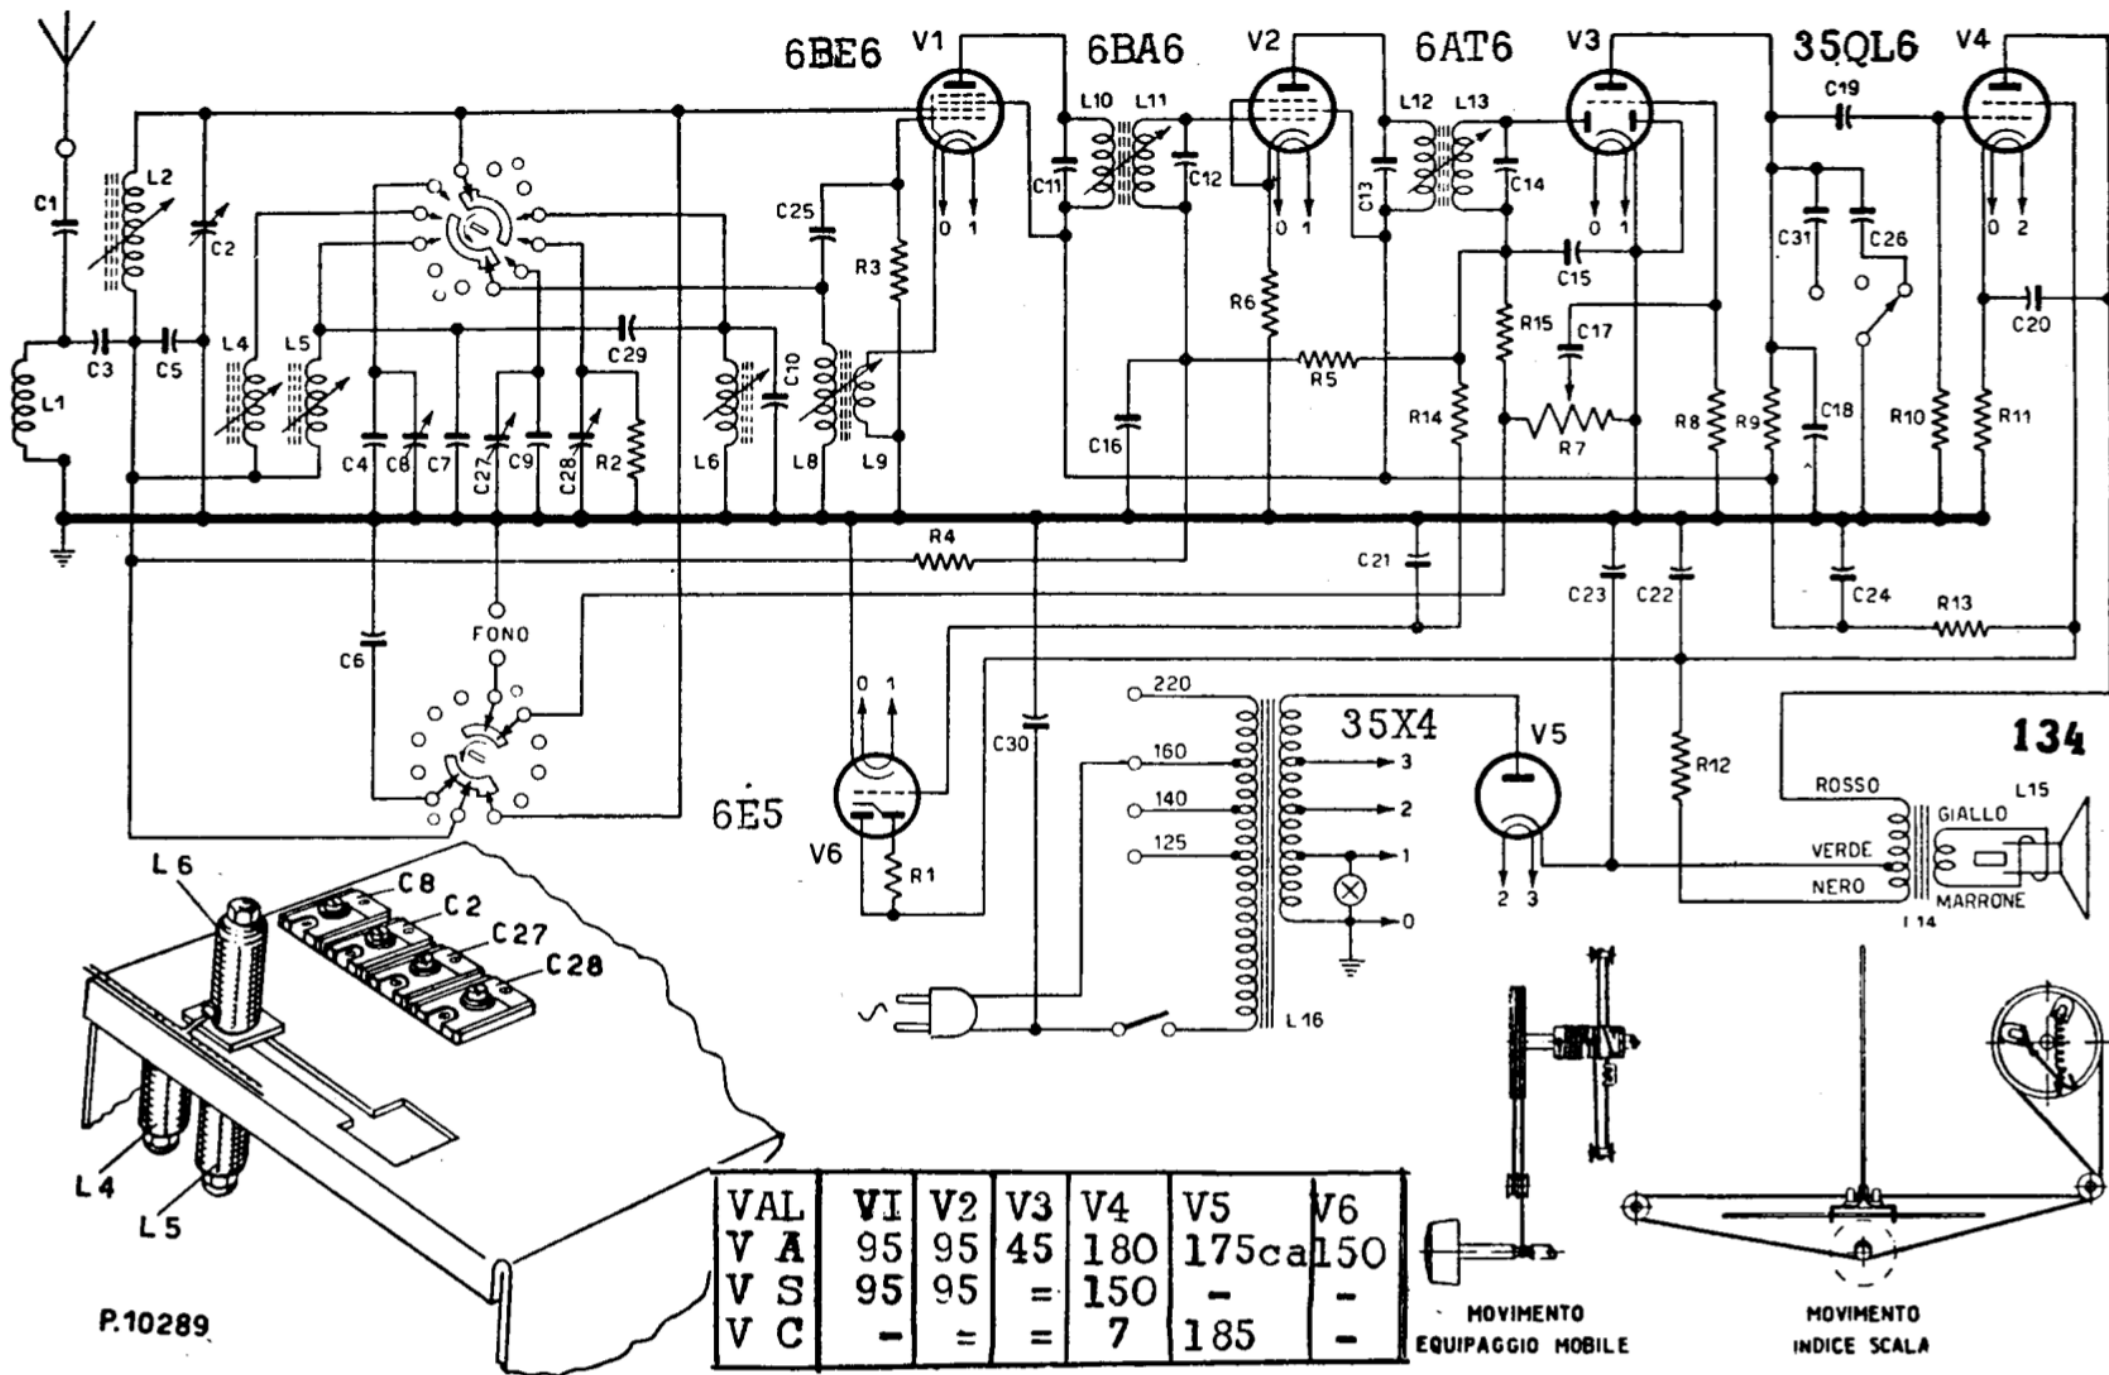 6BE6 V1 6BA6 V2 6AT6 V3 35QL6 V4
C19
L10 L11 L12 L13
L2
C1 C2 C25 R3 C11 C12 C13 C14 C31 C26
0 1 0 1 0 1 0 2
C15
R6 R15 C17 C20
L4 L5 C29 C10
C3 C5
R5
L1
C16 R14 R7 R8 R9 C18 R10 R11
C4 C8 C7 C27 C9 C28 R2 L6 L8 L9
R4
C21 C23 C22 C24 R13
FONO
C6
0 1
220
C30 35X4 V5 134
160 3
R12
ROSSO L15
140 2
6E5
GIALLO
V6 125 1
VERDE
R1
2 3
NERO
MARRONE
0
L14
L6
C8
C2
C27
C28
L16
L4
L5
P.10289
VAL VI V2 V3 V4 V5 V6
V A 95 95 45 180 175ca 150
V S 95 95 = 150 - -
V C - = = 7 185 -
MOVIMENTO
EQUIPAGGIO MOBILE
MOVIMENTO
INDICE SCALA